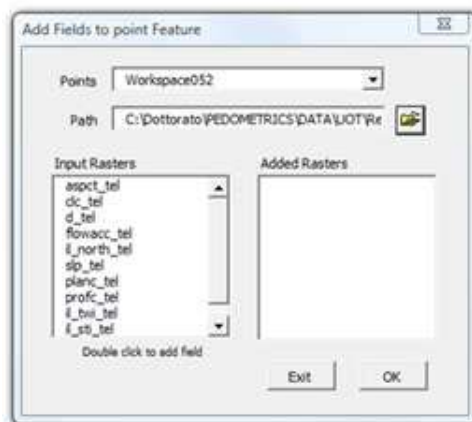 Add Fields to point Feature
Points Workspace052
Path C:\Dottorato\PEDOMETRICS\DATA\LIOT\Re
Input Rasters
aspct_tel
clc_tel
d_tel
flowacc_tel
il_north_tel
slp_tel
planc_tel
profc_tel
il_twi_tel
il_sti_tel
Double click to add field
Added Rasters
Exit OK